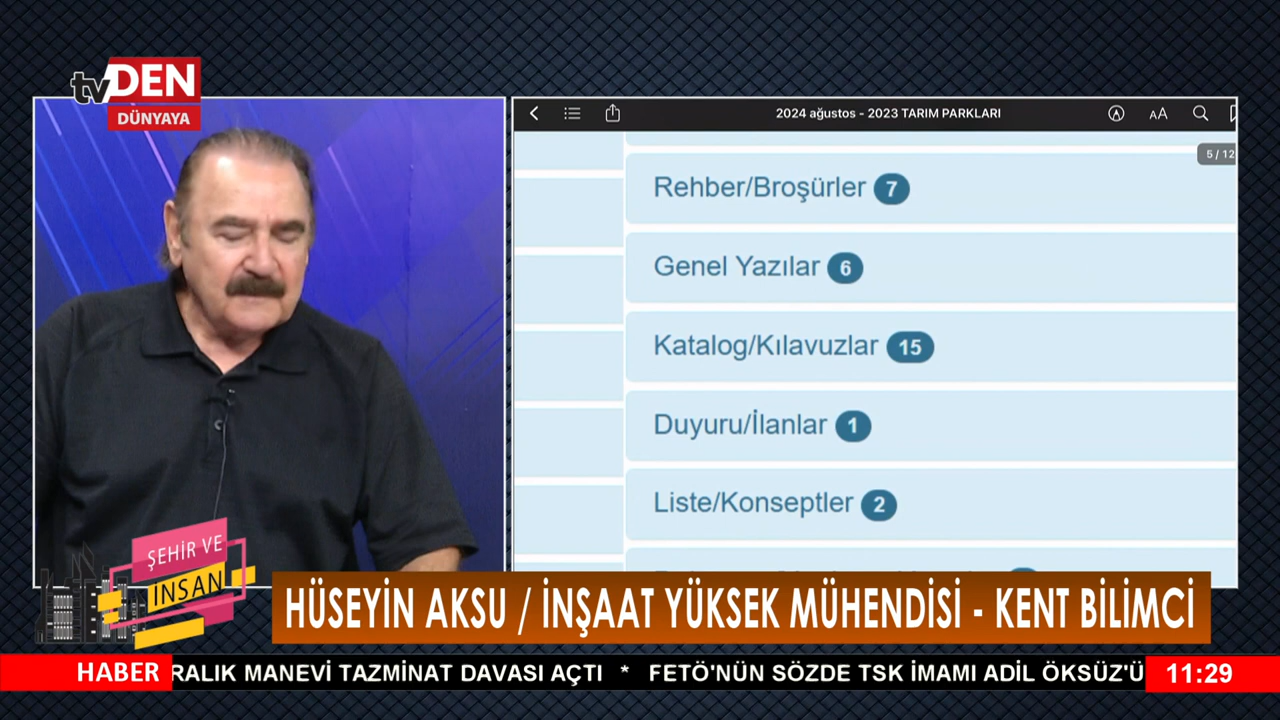 tvDEN
DÜNYAYA
2024 ağustos - 2023 TARIM PARKLARI
AA
5 / 12
Rehber/Broşürler 7
Genel Yazılar 6
Katalog/Kılavuzlar 15
Duyuru/İlanlar 1
Liste/Konseptler 2
ŞEHİR VE
İNSAN
HÜSEYİN AKSU / İNŞAAT YÜKSEK MÜHENDİSİ - KENT BİLİMCİ
HABER RALIK MANEVİ TAZMİNAT DAVASI AÇTI * FETÖ'NÜN SÖZDE TSK İMAMI ADİL ÖKSÜZ'Ü 11:29